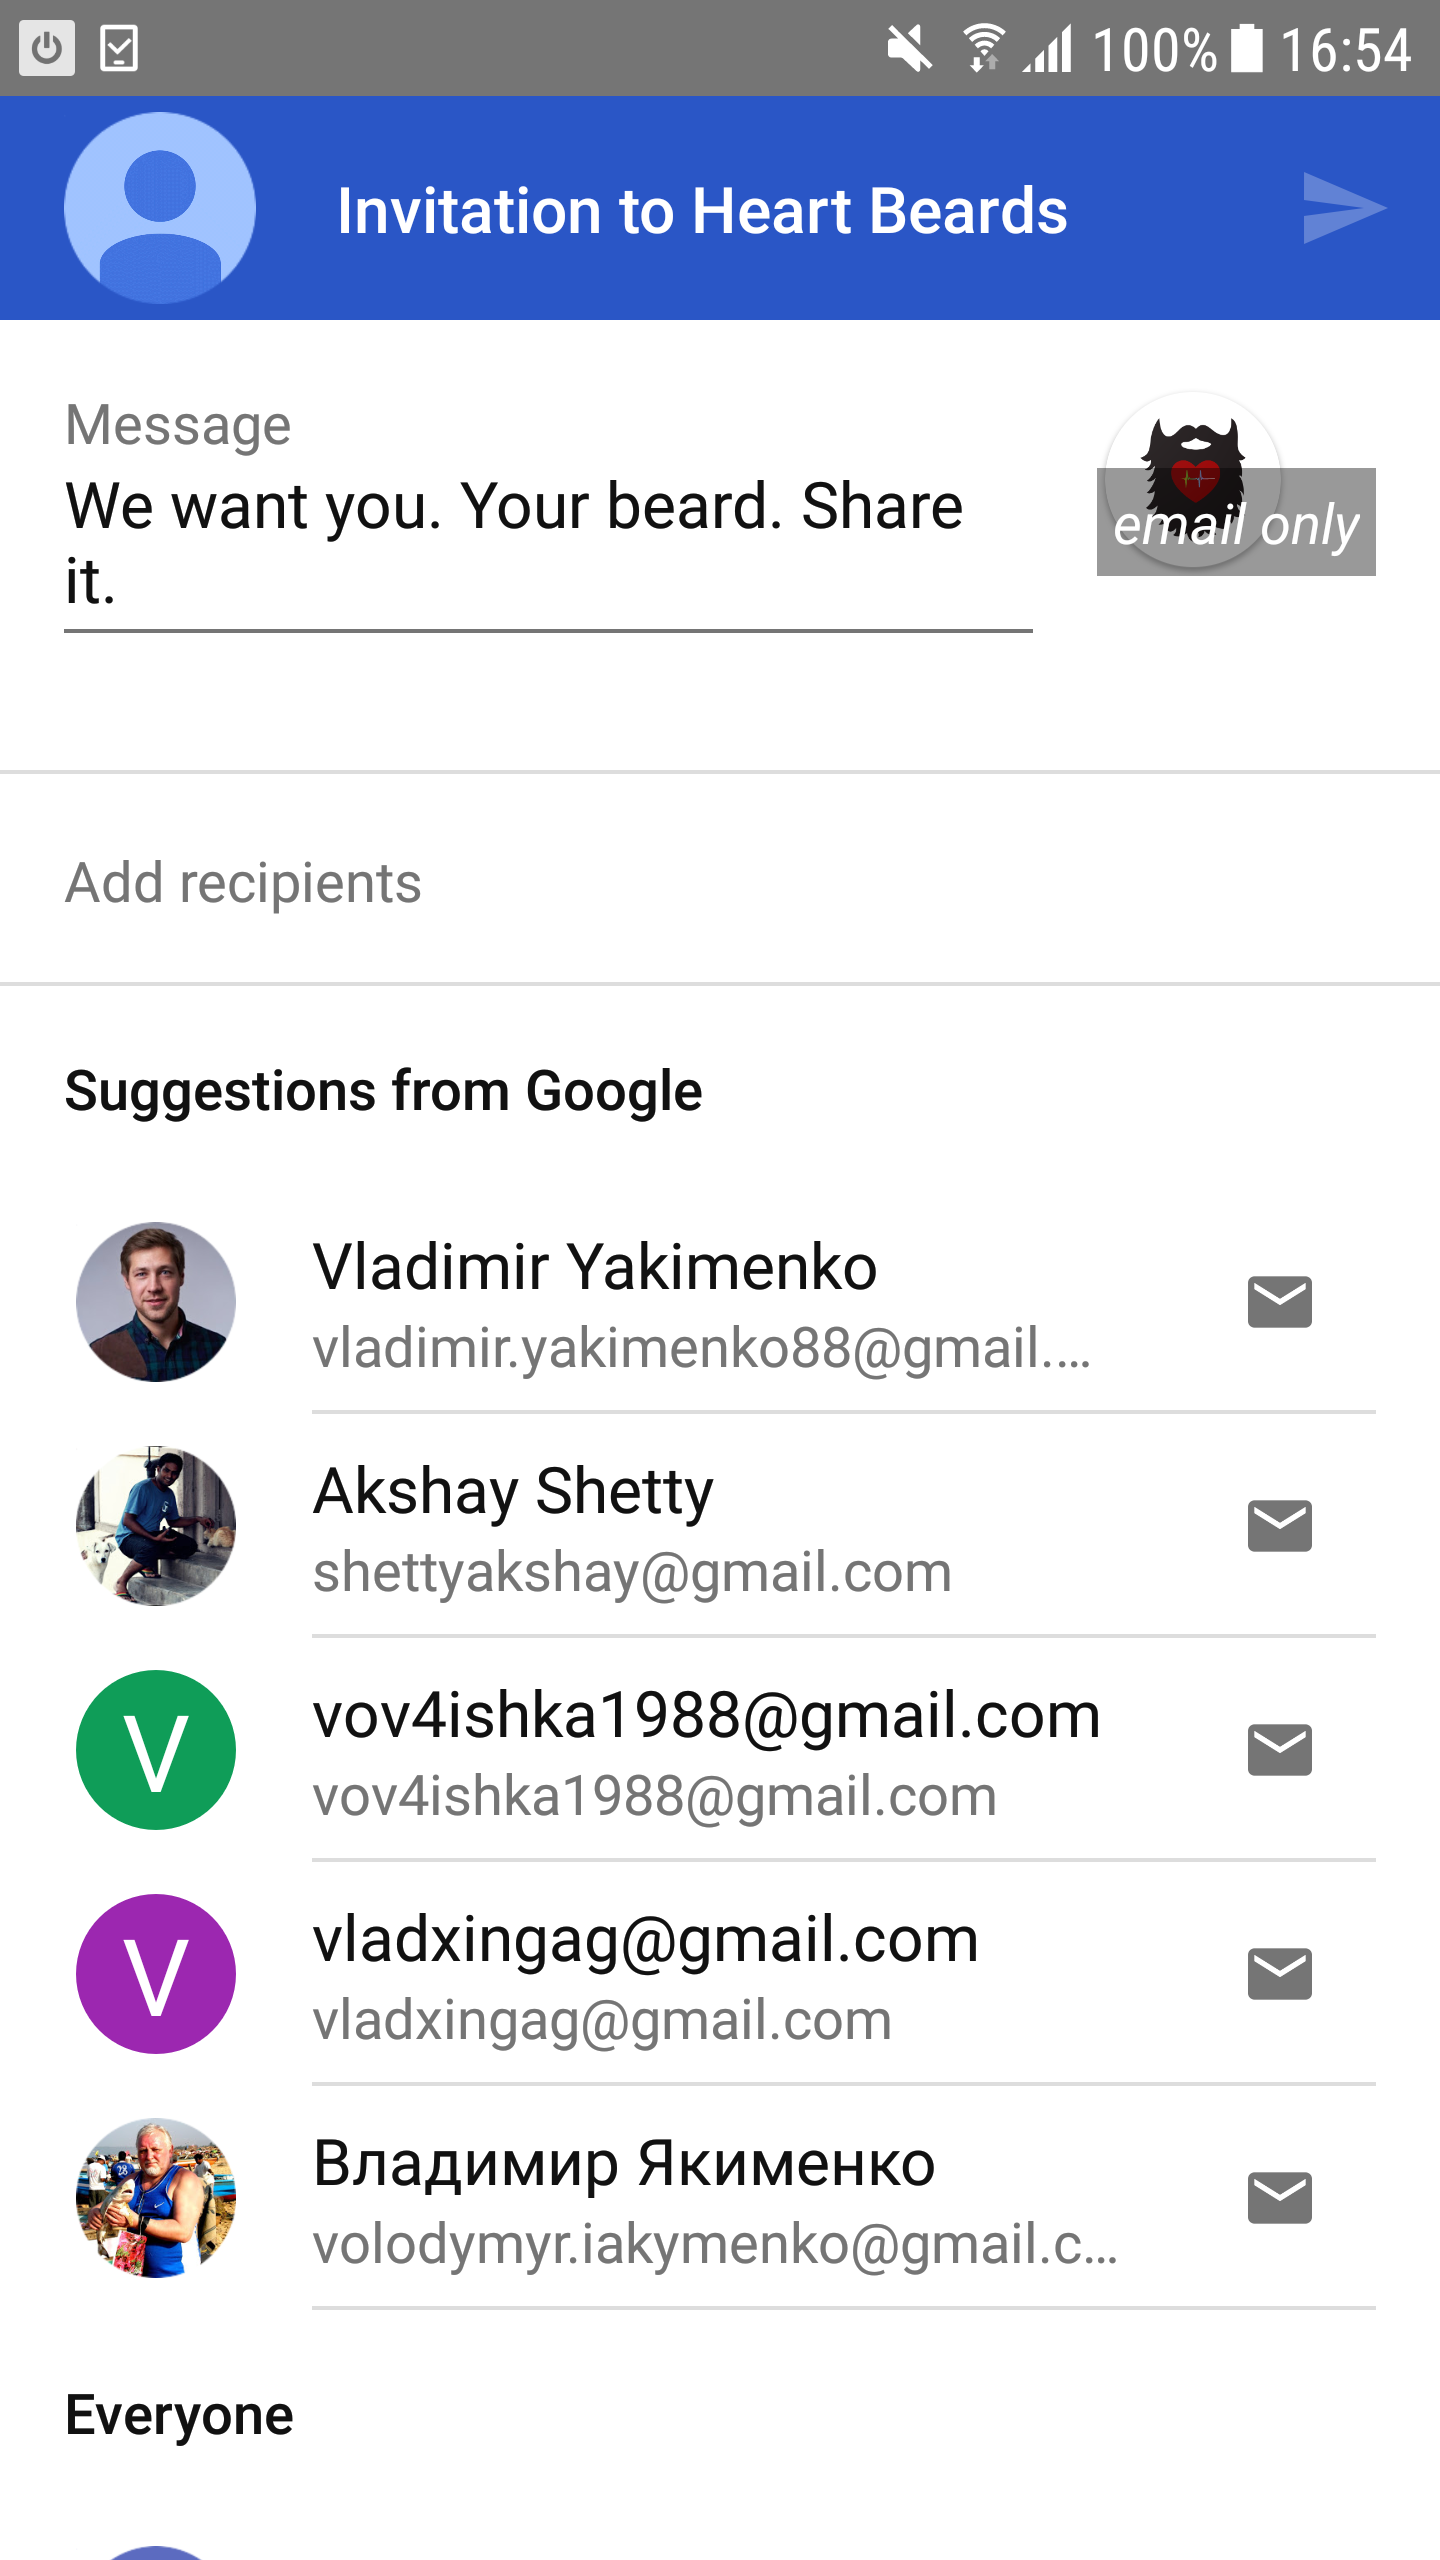 100% 16:54
Invitation to Heart Beards
Message
We want you. Your beard. Share
it.
email only
Add recipients
Suggestions from Google
Vladimir Yakimenko
vladimir.yakimenko88@gmail....
Akshay Shetty
shettyakshay@gmail.com
V
vov4ishka1988@gmail.com
vov4ishka1988@gmail.com
V
vladxingag@gmail.com
vladxingag@gmail.com
Владимир Якименко
volodymyr.iakymenko@gmail.c...
Everyone